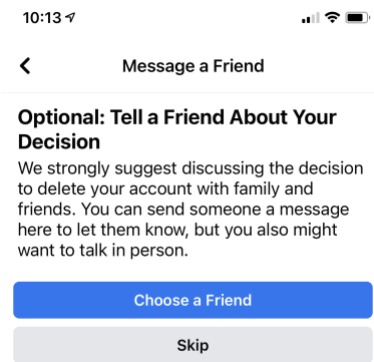 10:13
Message a Friend
Optional: Tell a Friend About Your
Decision
We strongly suggest discussing the decision
to delete your account with family and
friends. You can send someone a message
here to let them know, but you also might
want to talk in person.
Choose a Friend
Skip